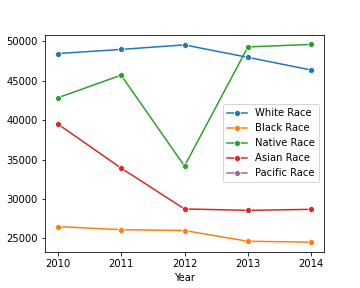 50000
45000
40000
35000
30000
25000
White Race
Black Race
Native Race
Asian Race
Pacific Race
2010 2011 2012 2013 2014
Year